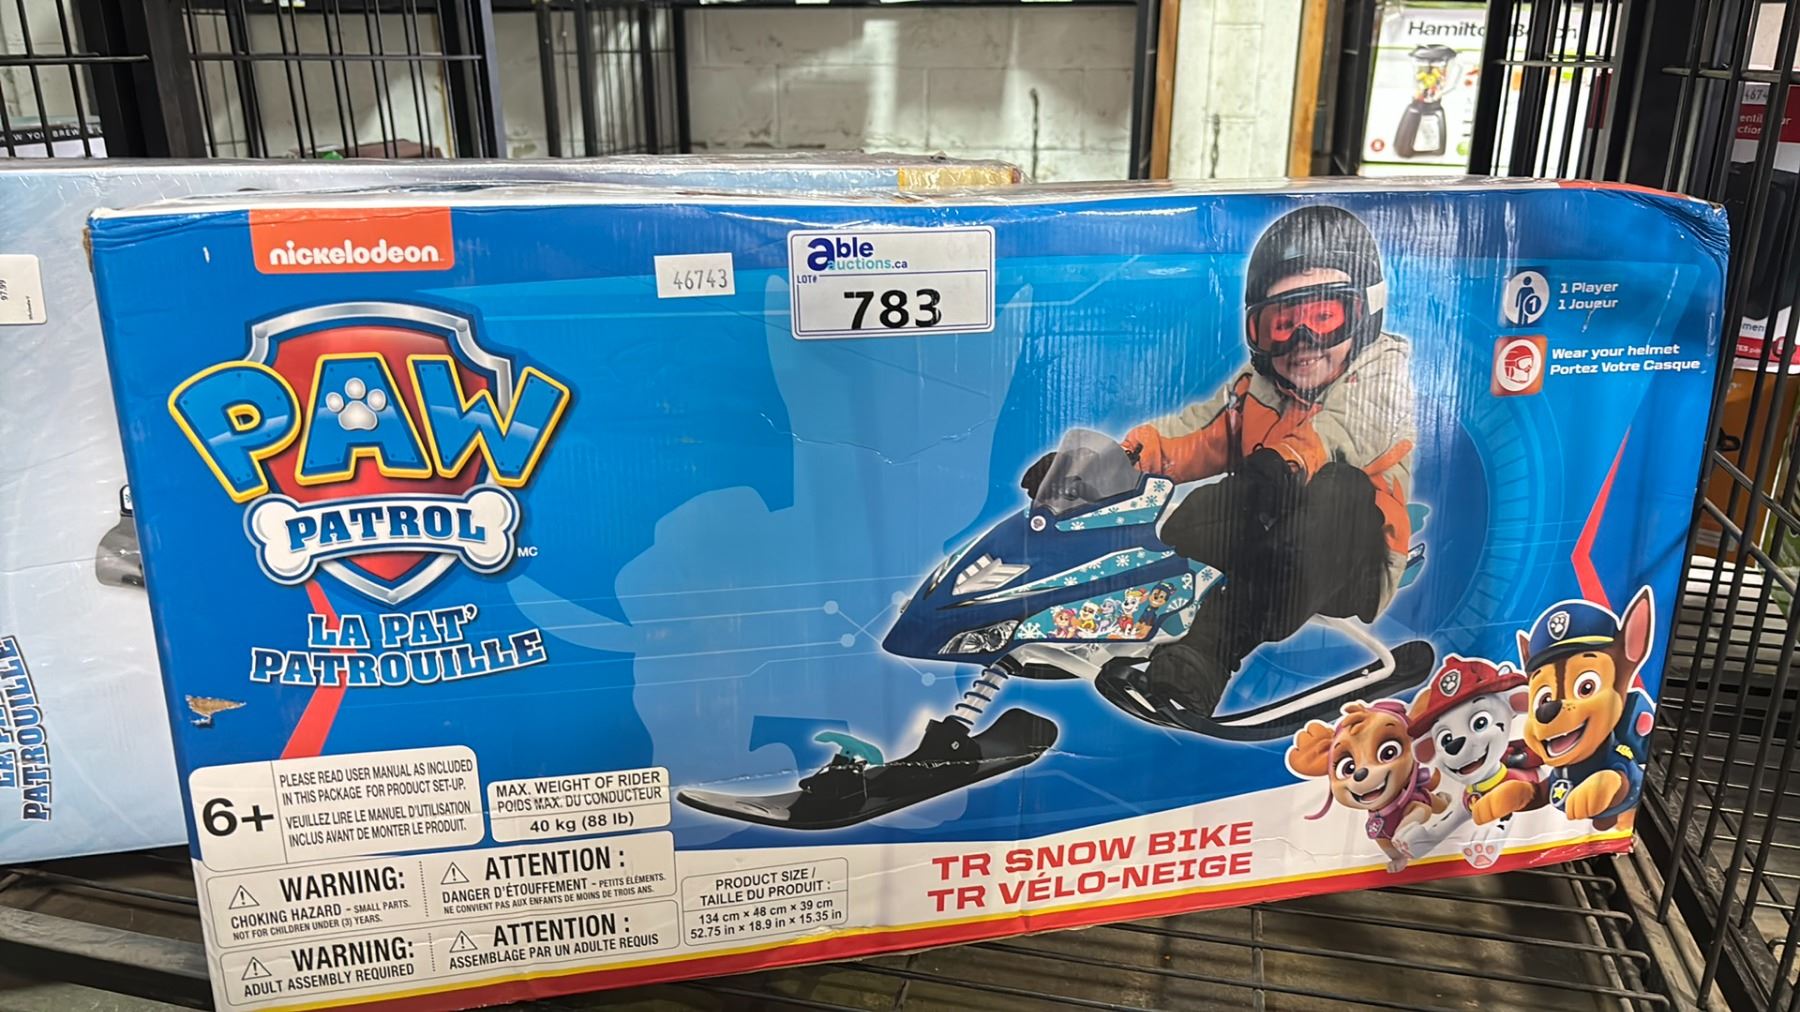 Hamilton Beach
W YOU BREW
nickelodeon
46743
able
auctions.ca
LOT#
783
1 Player
1 Joueur
Wear your helmet
Portez Votre Casque
PAW
PATROL
MC
LA PAT'
PATROUILLE
PATROUILLE
6+
PLEASE READ USER MANUAL AS INCLUDED
IN THIS PACKAGE FOR PRODUCT SET-UP.
VEUILLEZ LIRE LE MANUEL D'UTILISATION
INCLUS AVANT DE MONTER LE PRODUIT.
MAX. WEIGHT OF RIDER
POIDS MAX. DU CONDUCTEUR
40 kg (88 lb)
WARNING:
CHOKING HAZARD - SMALL PARTS.
NOT FOR CHILDREN UNDER (3) YEARS.
ATTENTION :
DANGER D'ÉTOUFFEMENT - PETITS ÉLÉMENTS.
NE CONVIENT PAS AUX ENFANTS DE MOINS DE TROIS ANS.
WARNING:
ADULT ASSEMBLY REQUIRED
ATTENTION :
ASSEMBLAGE PAR UN ADULTE REQUIS
PRODUCT SIZE /
TAILLE DU PRODUIT :
134 cm × 48 cm × 39 cm
52.75 in × 18.9 in × 15.35 in
TR SNOW BIKE
TR VÉLO-NEIGE